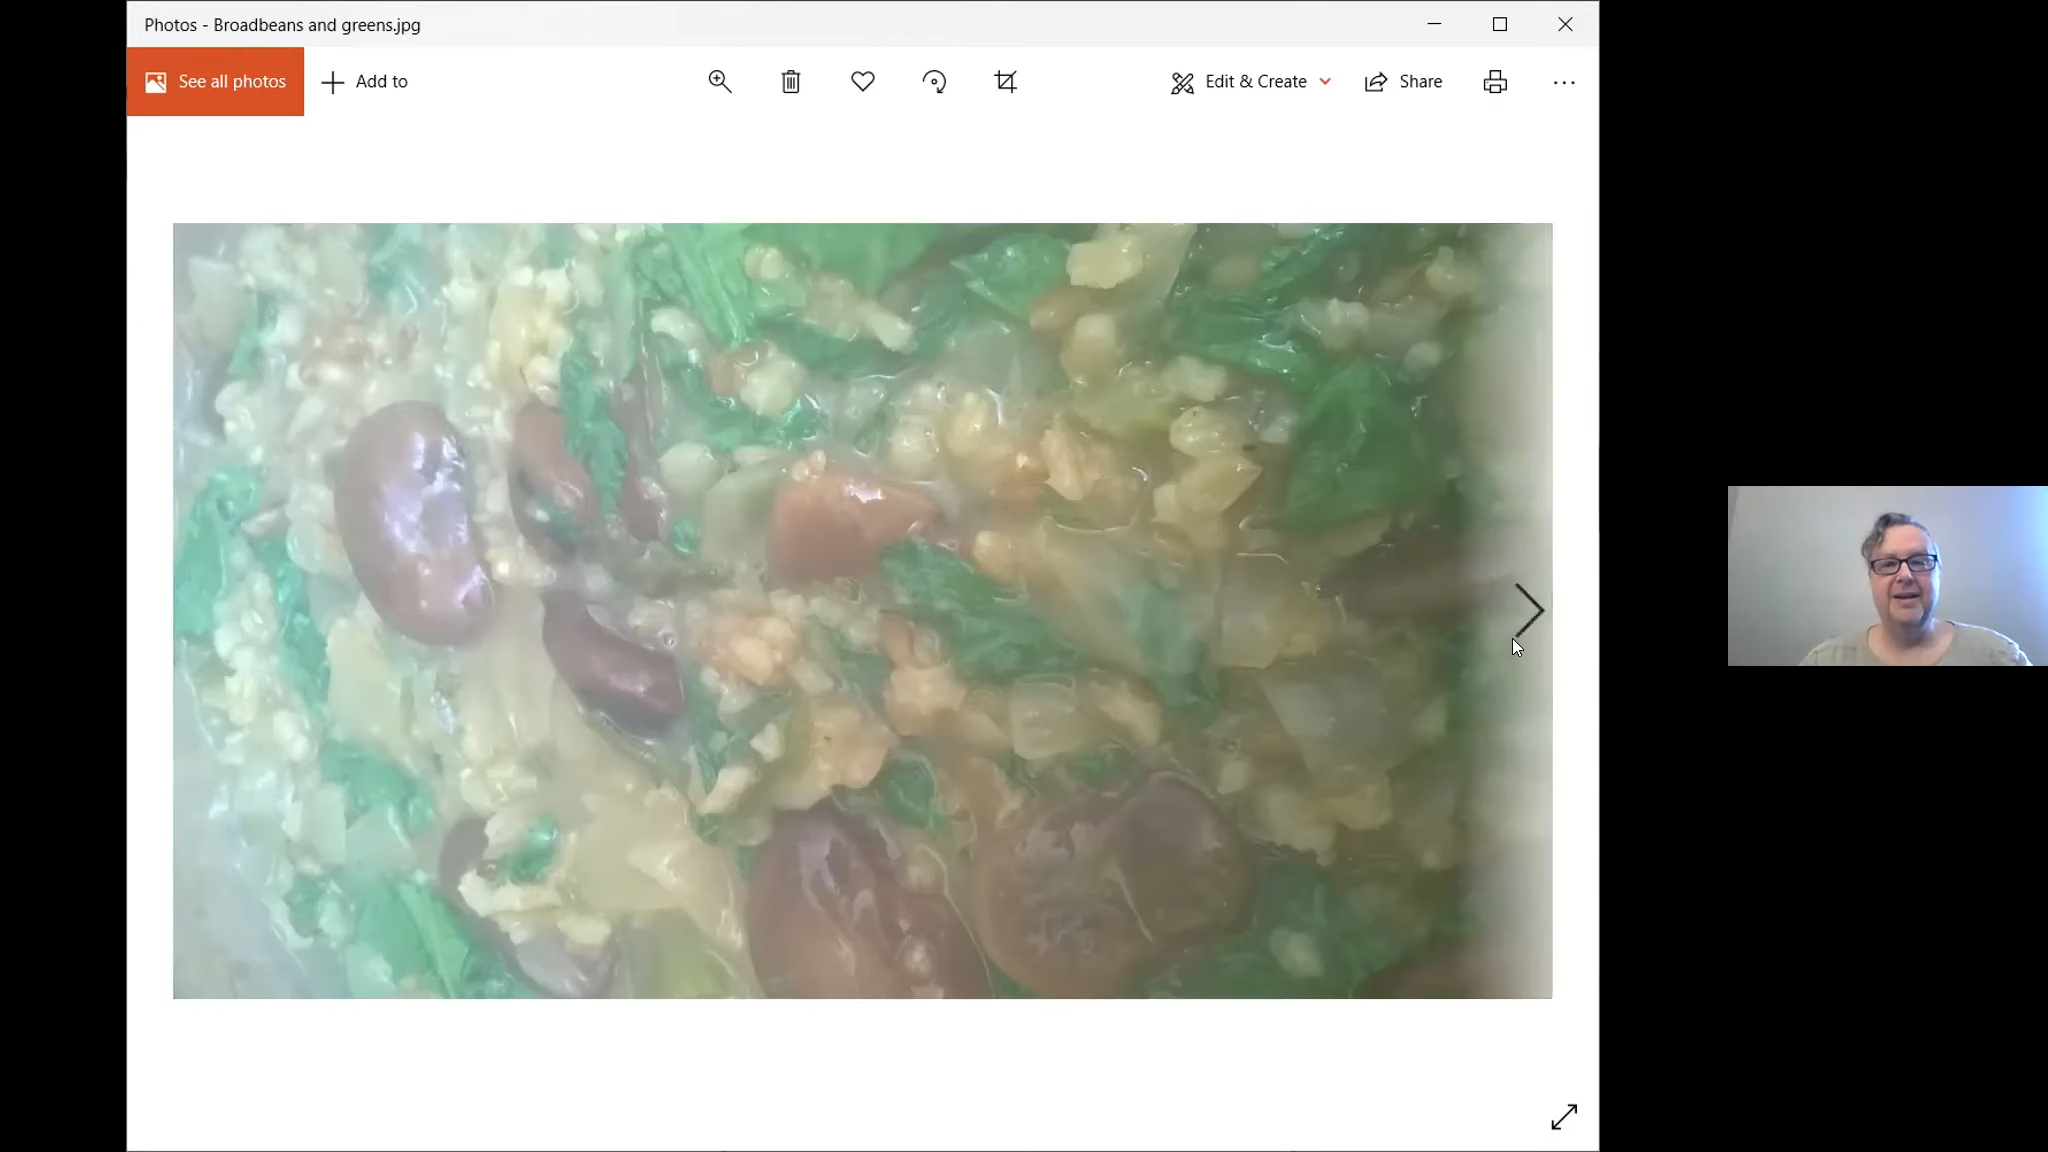 Photos - Broadbeans and greens.jpg
See all photos
Add to
Edit & Create
Share